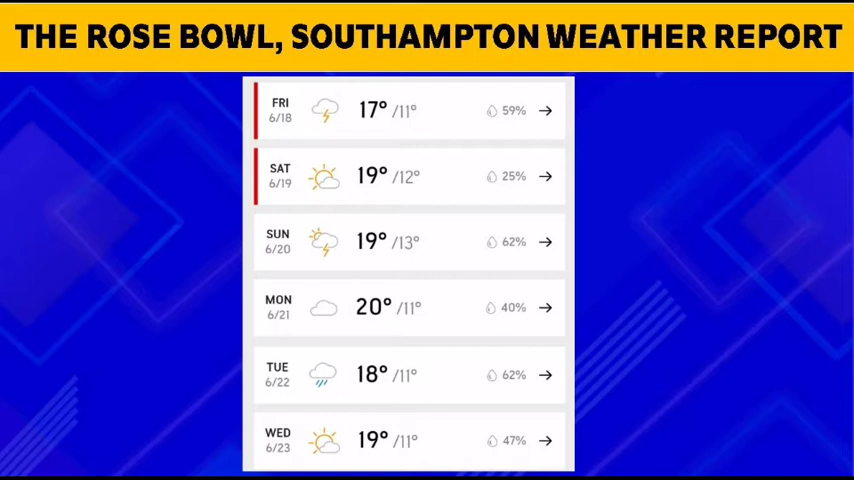 THE ROSE BOWL, SOUTHAMPTON WEATHER REPORT
FRI 17° /11° 59% →
6/18
SAT 19° /12° 25% →
6/19
SUN 19° /13° 62% →
6/20
MON 20° /11° 40% →
6/21
TUE 18° /11° 62% →
6/22
WED 19° /11° 47% →
6/23